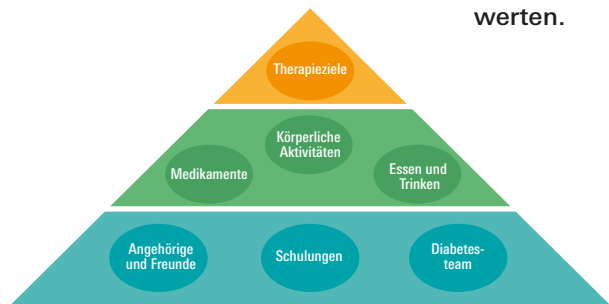 werten.
Therapieziele
Körperliche
Aktivitäten
Medikamente
Essen und
Trinken
Angehörige
und Freunde
Schulungen
Diabetes-
team